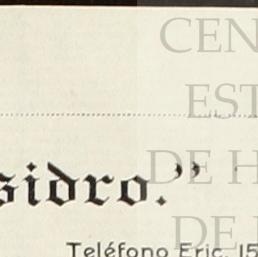 CEN
EST
sidro."
DE H
DE
Teléfono Eric. 15